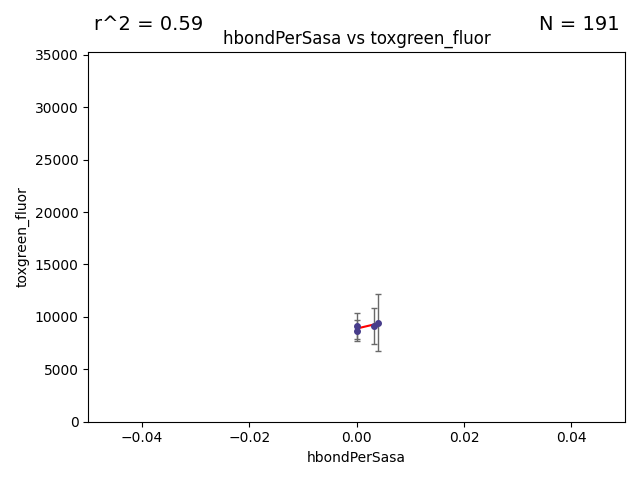 r^2 = 0.59
N = 191
hbondPerSasa vs toxgreen_fluor
35000
30000
25000
20000
15000
10000
5000
0
toxgreen_fluor
−0.04
−0.02
0.00
0.02
0.04
hbondPerSasa